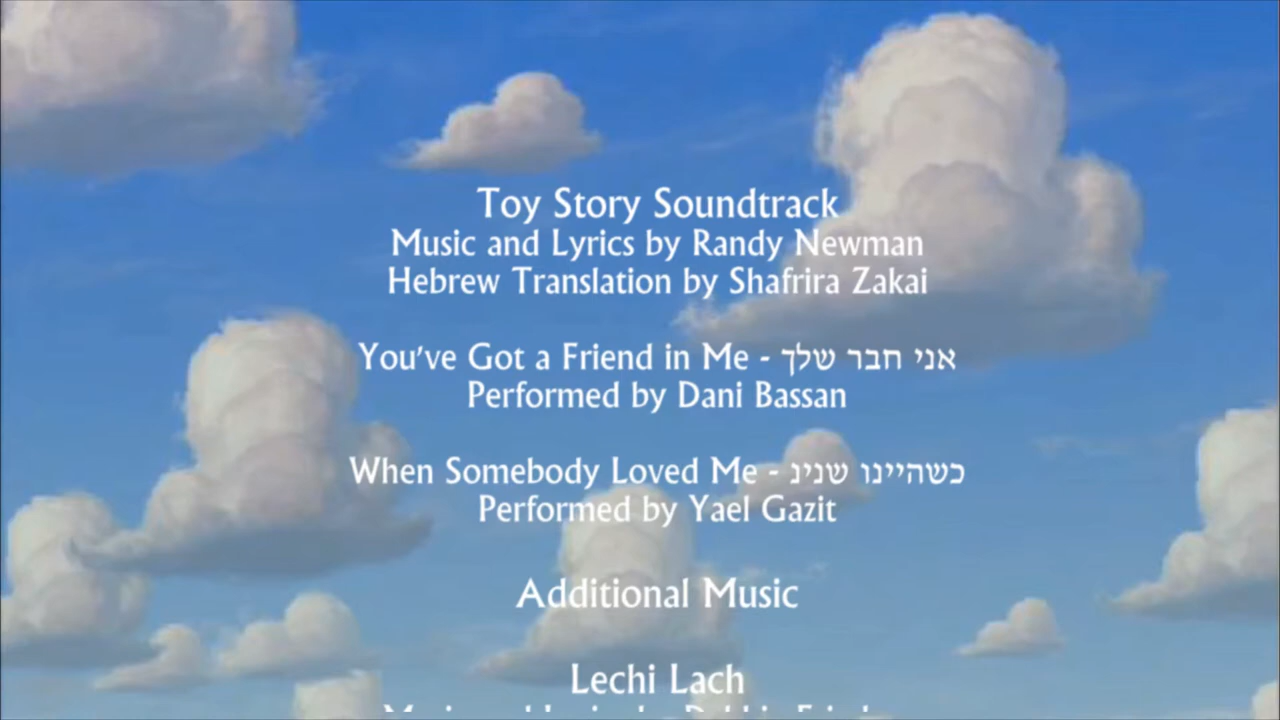 Toy Story Soundtrack
Music and Lyrics by Randy Newman
Hebrew Translation by Shafrira Zakai
You've Got a Friend in Me - אני חבר שלך
Performed by Dani Bassan
When Somebody Loved Me - כשהיינו שנינ
Performed by Yael Gazit
Additional Music
Lechi Lach